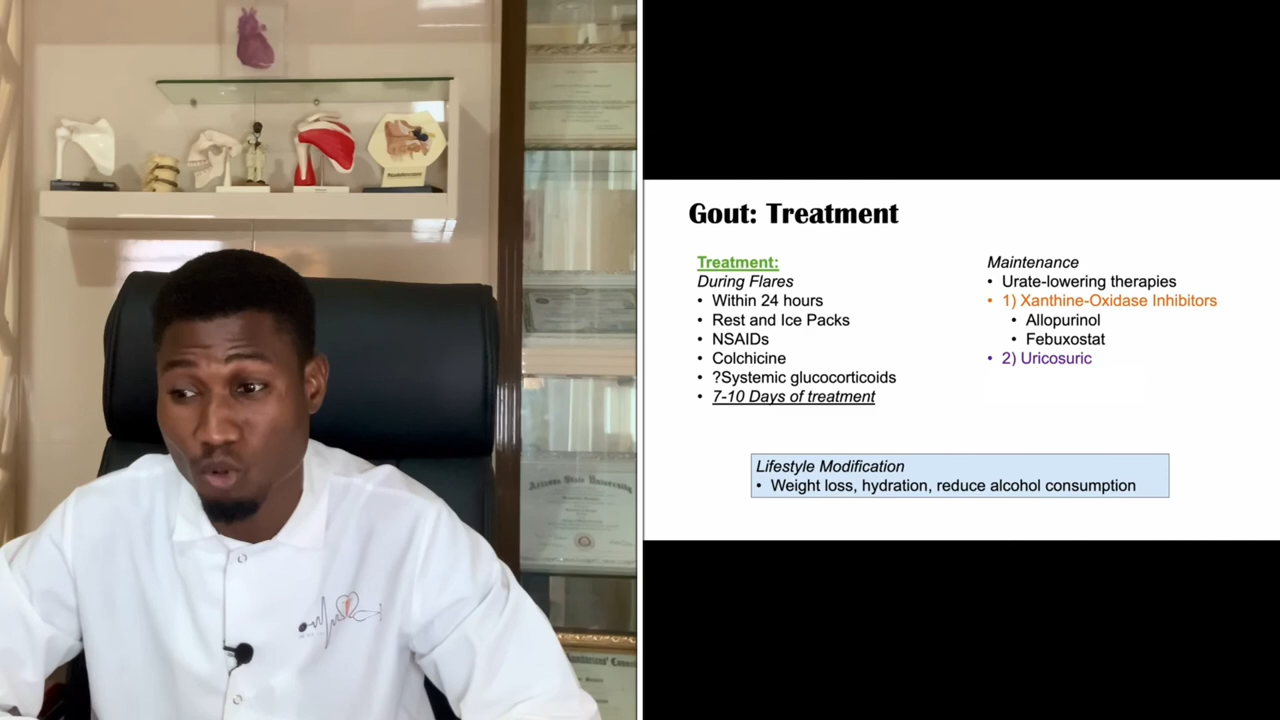 Gout: Treatment
Treatment:
During Flares
• Within 24 hours
• Rest and Ice Packs
• NSAIDs
• Colchicine
• ?Systemic glucocorticoids
• 7-10 Days of treatment
Maintenance
• Urate-lowering therapies
• 1) Xanthine-Oxidase Inhibitors
• Allopurinol
• Febuxostat
• 2) Uricosuric
Lifestyle Modification
• Weight loss, hydration, reduce alcohol consumption
Arizona State University